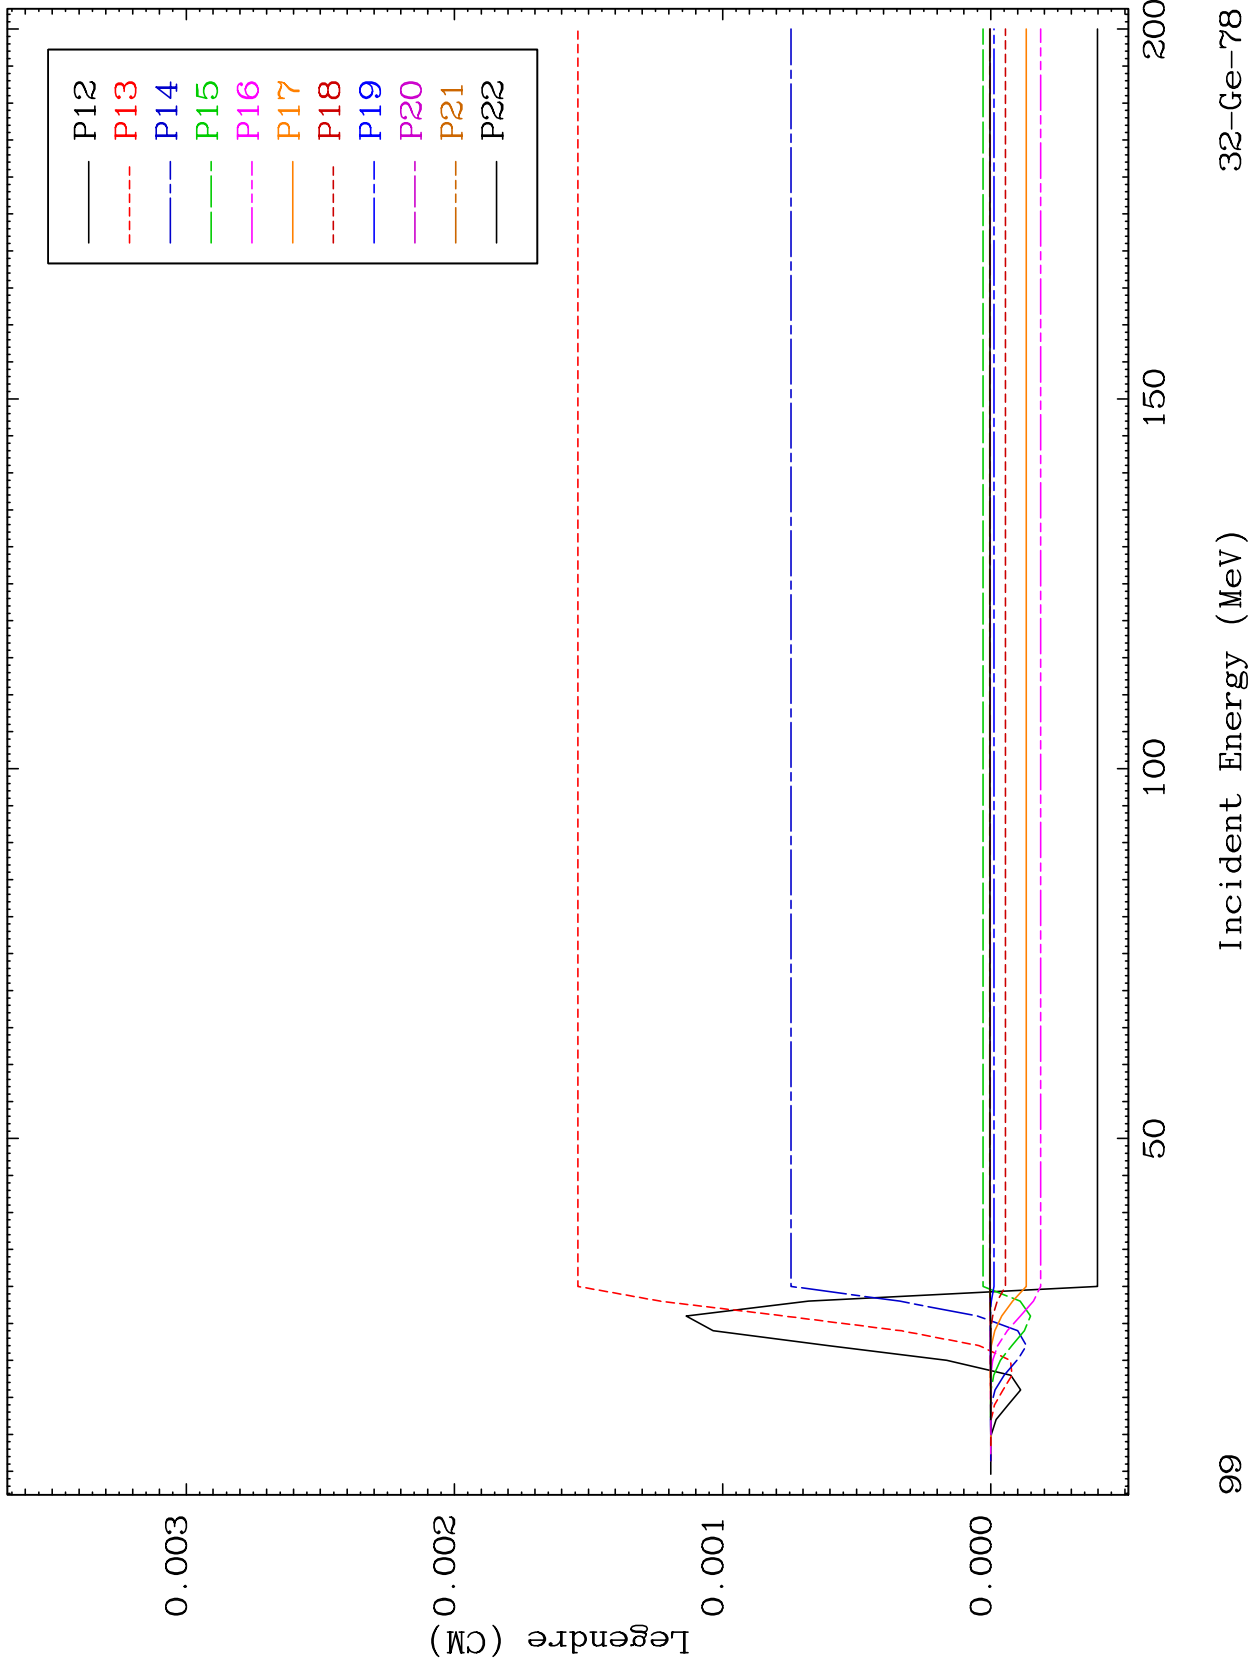 P12
P13
P14
P15
P16
P17
P18
P19
P20
P21
P22
0.003
0.002
0.001
0.000
Legendre (CM)
50
100
150
200
99
Incident Energy (MeV)
32-Ge-78